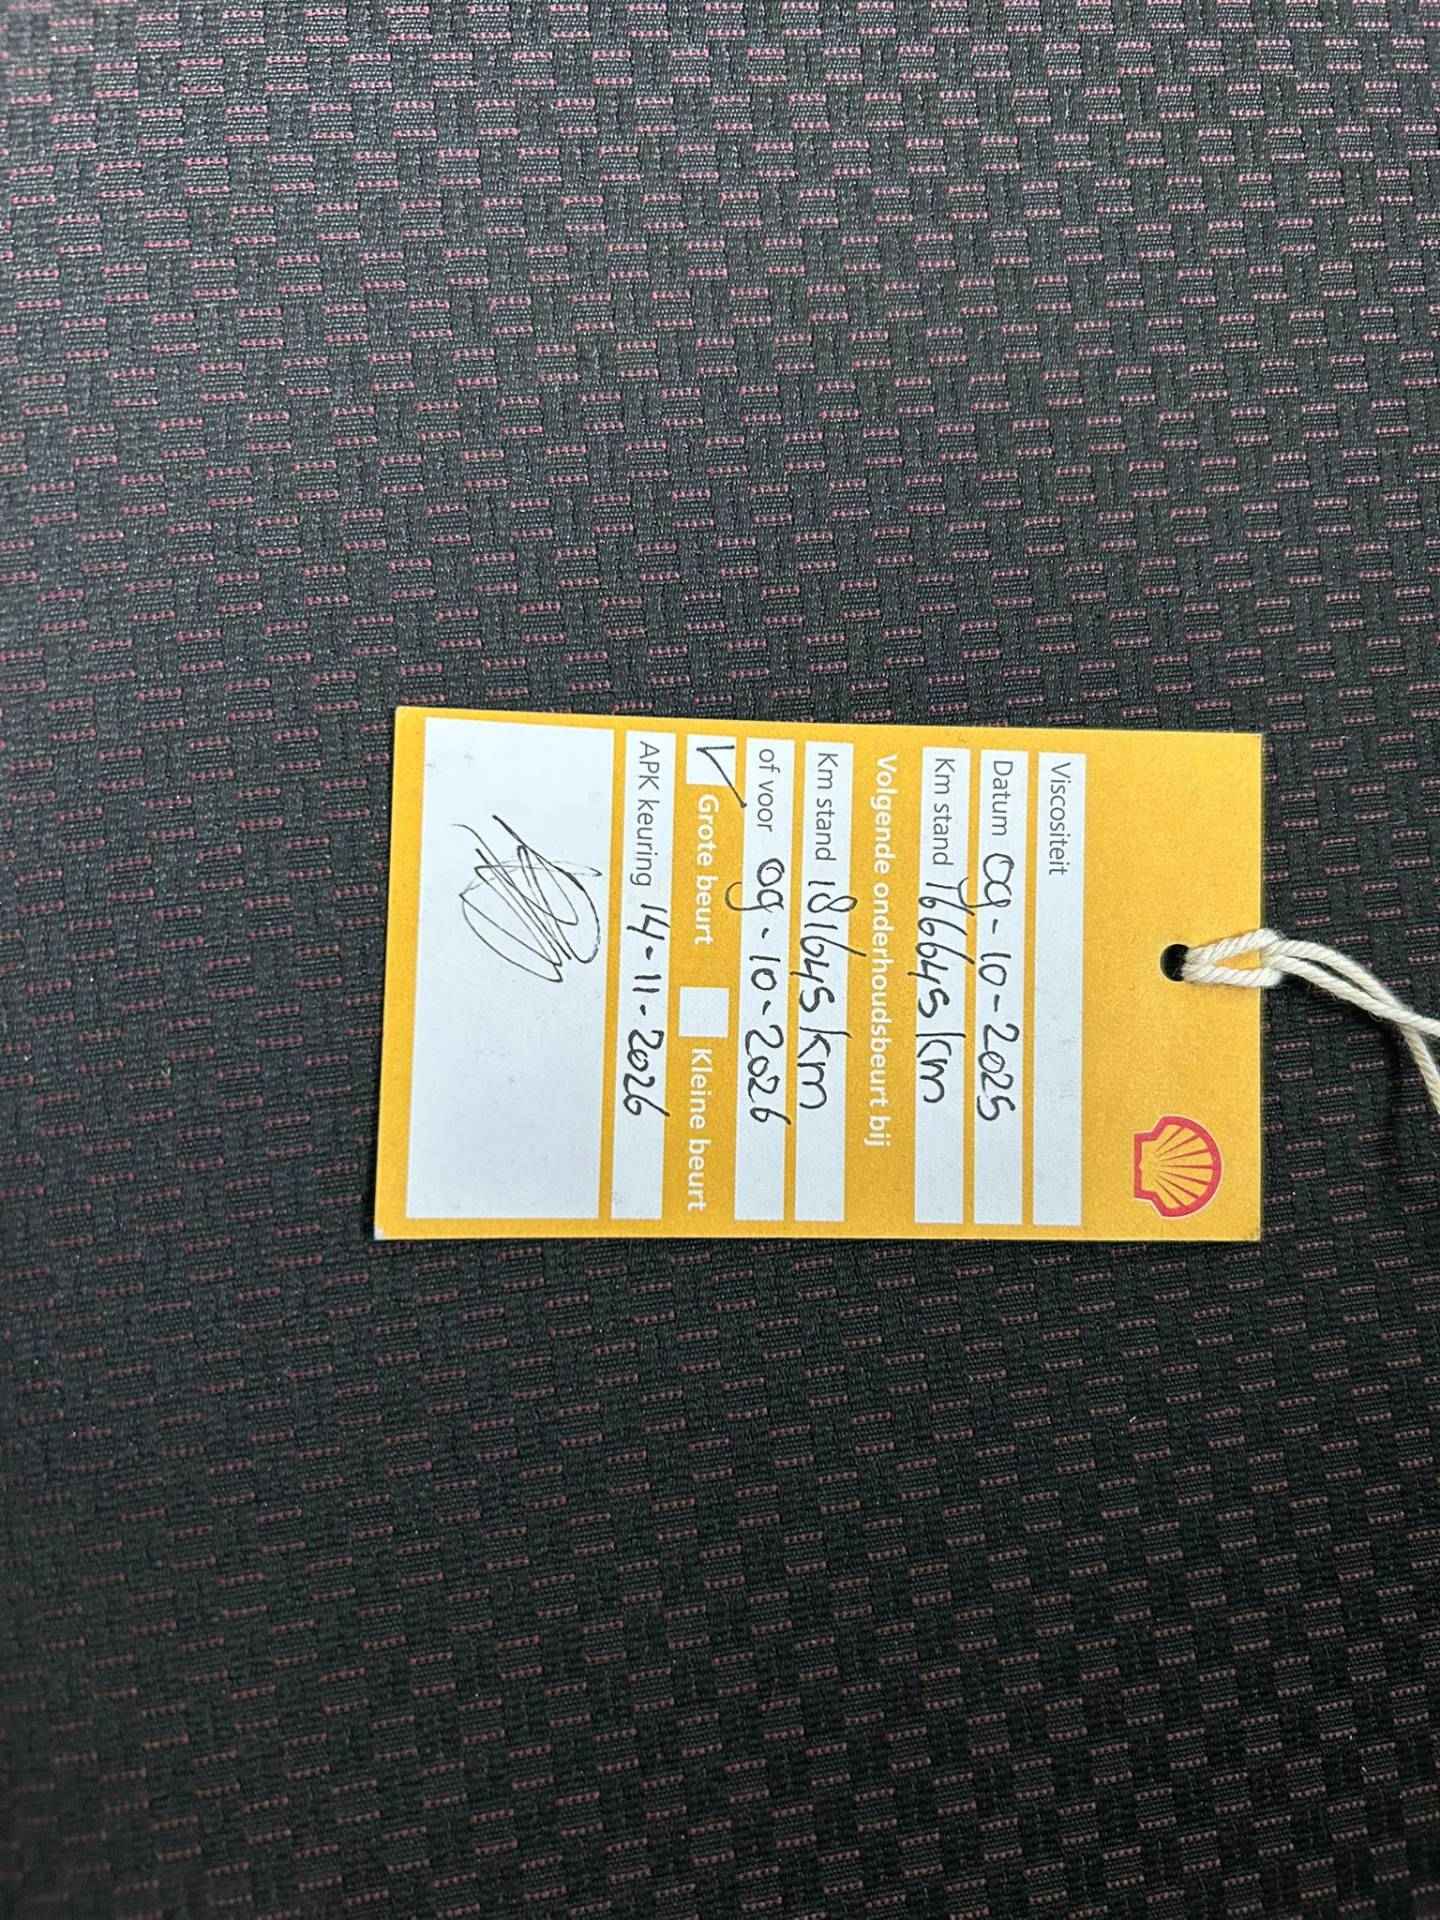 Viscositeit
Datum 09-10-2025
Km stand 166645 km
Volgende onderhoudsbeurt bij
Km stand 181645 km
of voor 09-10-2026
Grote beurt Kleine beurt
APK keuring 14-11-2026